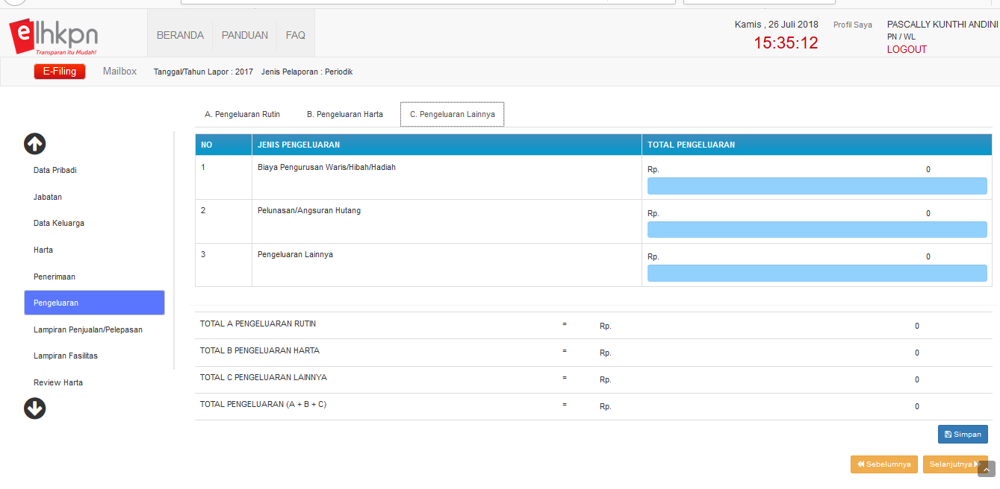 elhkpn
Transparan itu Mudah!
BERANDA PANDUAN FAQ
Kamis , 26 Juli 2018
15:35:12
Profil Saya
PASCALLY KUNTHI ANDINI
PN / WL
LOGOUT
E-Filing Mailbox Tanggal/Tahun Lapor : 2017 Jenis Pelaporan : Periodik
Data Pribadi
Jabatan
Data Keluarga
Harta
Penerimaan
Pengeluaran
Lampiran Penjualan/Pelepasan
Lampiran Fasilitas
Review Harta
A. Pengeluaran Rutin B. Pengeluaran Harta C. Pengeluaran Lainnya
NO JENIS PENGELUARAN TOTAL PENGELUARAN
1 Biaya Pengurusan Waris/Hibah/Hadiah Rp. 0
2 Pelunasan/Angsuran Hutang Rp. 0
3 Pengeluaran Lainnya Rp. 0
TOTAL A PENGELUARAN RUTIN = Rp. 0
TOTAL B PENGELUARAN HARTA = Rp. 0
TOTAL C PENGELUARAN LAINNYA = Rp. 0
TOTAL PENGELUARAN (A + B + C) = Rp. 0
Simpan
Sebelumnya Selanjutnya